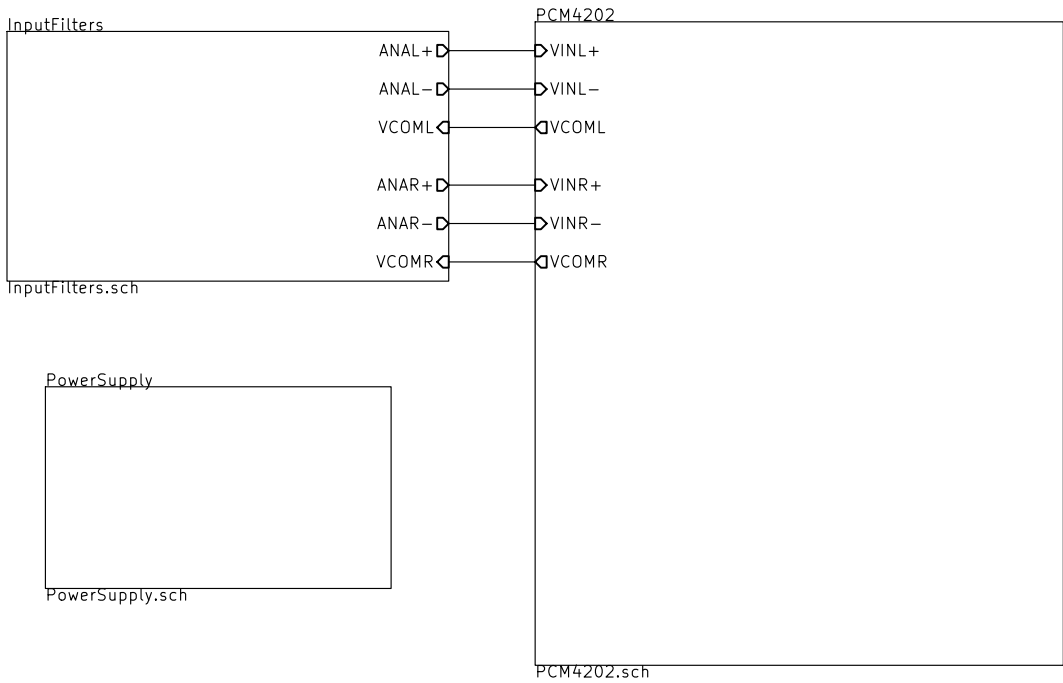 InputFilters
ANAL+
ANAL-
VCOML
ANAR+
ANAR-
VCOMR
InputFilters.sch
PCM4202
VINL+
VINL-
VCOML
VINR+
VINR-
VCOMR
PCM4202.sch
PowerSupply
PowerSupply.sch